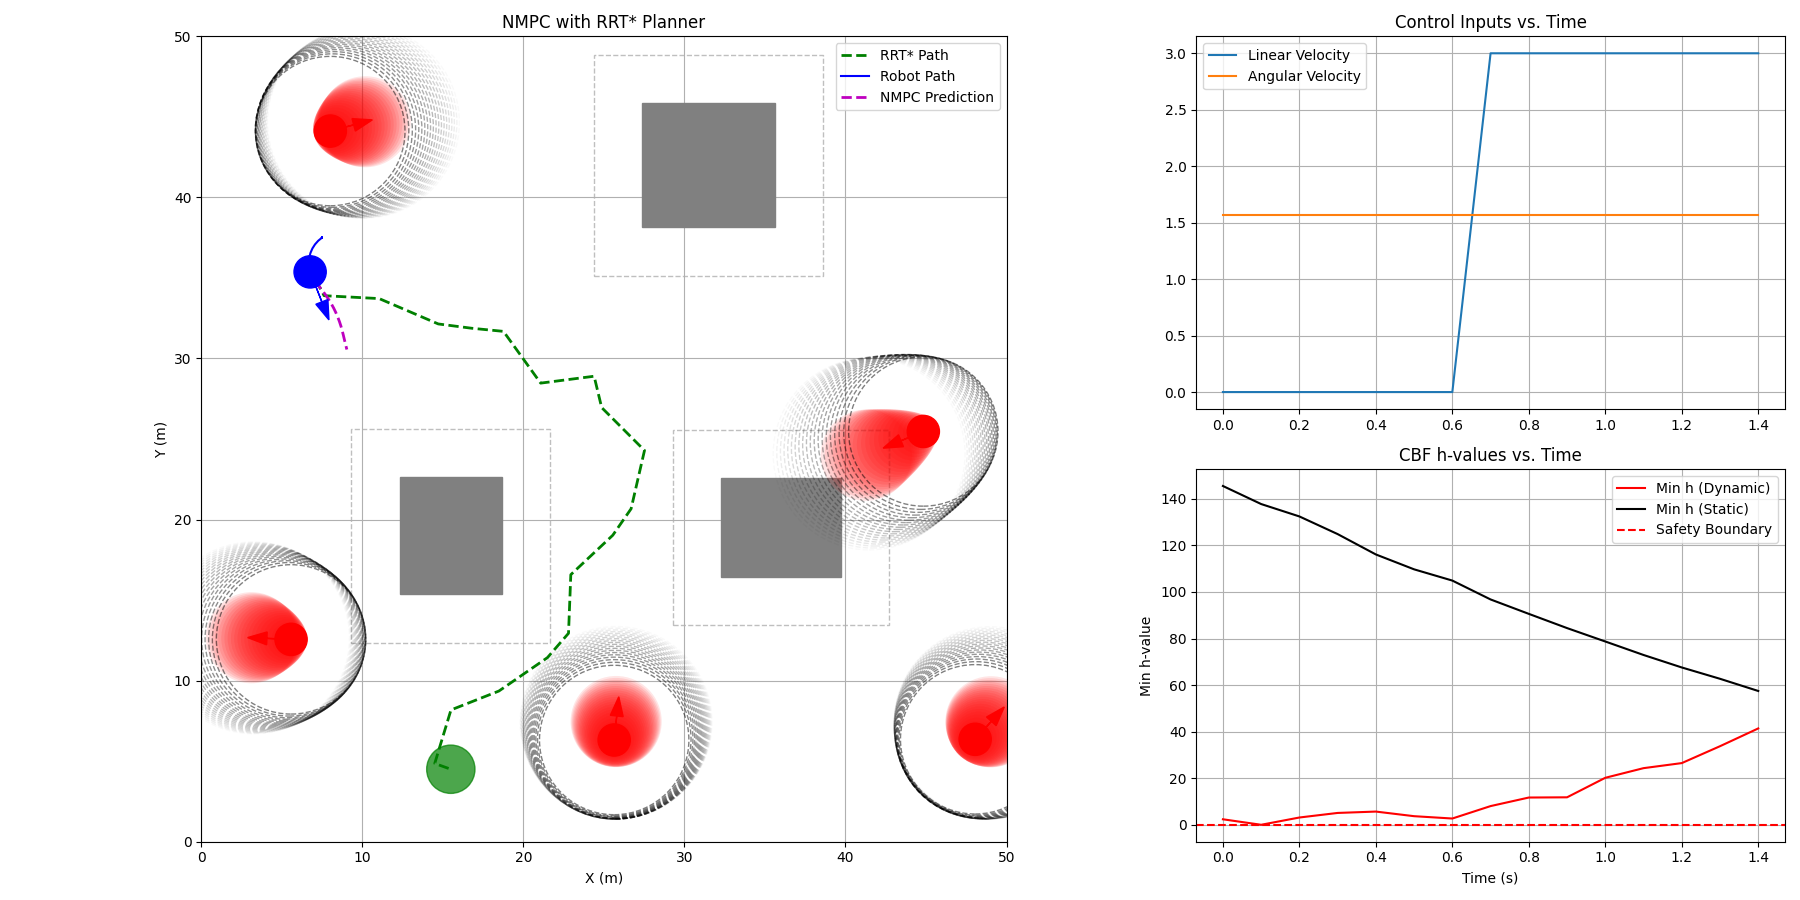 NMPC with RRT* Planner
RRT* Path
Robot Path
NMPC Prediction
Y (m)
50
40
30
20
10
0
0 10 20 30 40 50
X (m)
Control Inputs vs. Time
Linear Velocity
Angular Velocity
3.0
2.5
2.0
1.5
1.0
0.5
0.0
0.0 0.2 0.4 0.6 0.8 1.0 1.2 1.4
CBF h-values vs. Time
Min h (Dynamic)
Min h (Static)
Safety Boundary
Min h-value
140
120
100
80
60
40
20
0
0.0 0.2 0.4 0.6 0.8 1.0 1.2 1.4
Time (s)